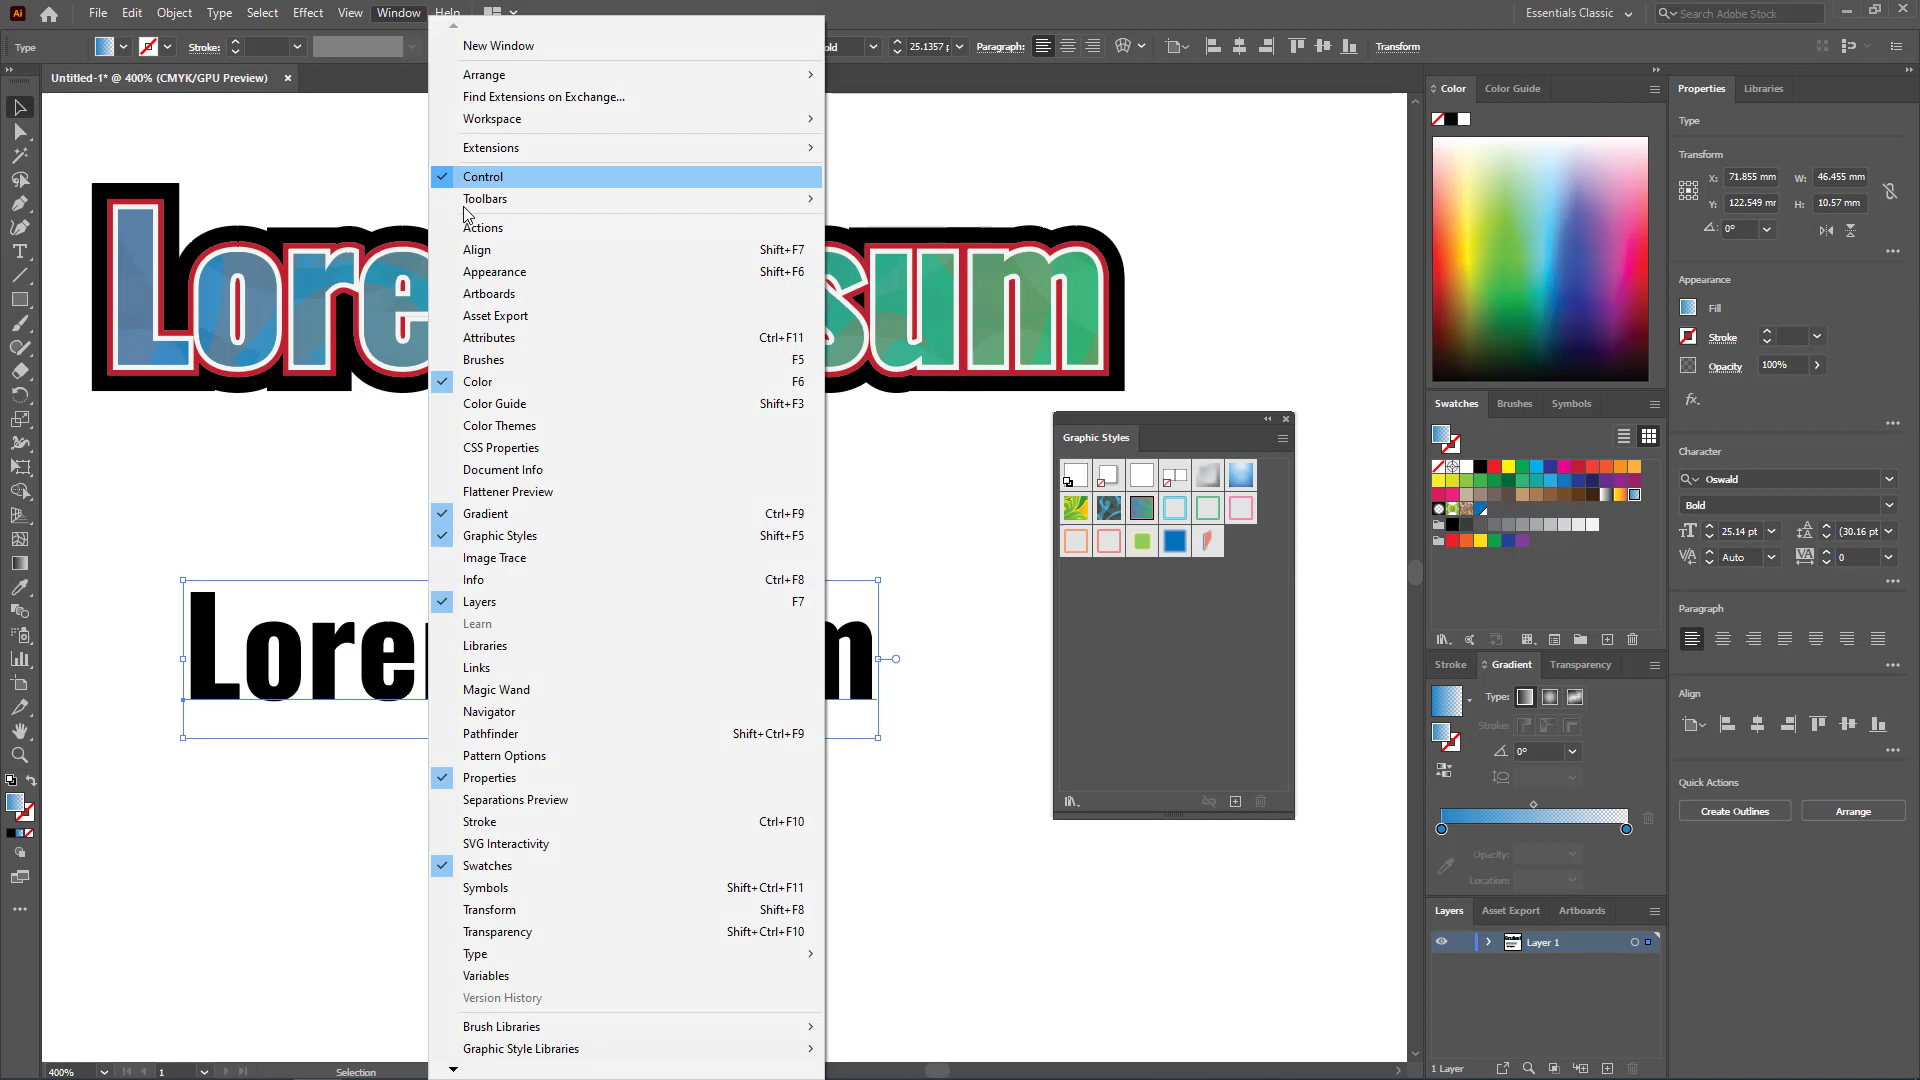 Ai File Edit Object Type Select Effect View Window Help Essentials Classic Search Adobe Stock
Type Stroke: 25.1357 Paragraph: Transform
Untitled-1* @ 400% (CMYK/GPU Preview) ×
New Window
Arrange
Find Extensions on Exchange...
Workspace
Extensions
Control
Toolbars
Actions
Align Shift+F7
Appearance Shift+F6
Artboards
Asset Export
Attributes Ctrl+F11
Brushes F5
Color F6
Color Guide Shift+F3
Color Themes
CSS Properties
Document Info
Flattener Preview
Gradient Ctrl+F9
Graphic Styles Shift+F5
Image Trace
Info Ctrl+F8
Layers F7
Learn
Libraries
Links
Magic Wand
Navigator
Pathfinder Shift+Ctrl+F9
Pattern Options
Properties
Separations Preview
Stroke Ctrl+F10
SVG Interactivity
Swatches
Symbols Shift+Ctrl+F11
Transform Shift+F8
Transparency Shift+Ctrl+F10
Type
Variables
Version History
Brush Libraries
Graphic Style Libraries
Lore sum
Lore m
Graphic Styles
Color Color Guide
Swatches Brushes Symbols
Stroke Gradient Transparency
Type:
Stroke:
0°
Opacity:
Location:
Layers Asset Export Artboards
Layer 1
1 Layer
Properties Libraries
Type
Transform
X: 71.855 mm W: 46.455 mm
Y: 122.549 mr H: 10.57 mm
0°
Appearance
Fill
Stroke
Opacity 100%
fx.
Character
Oswald
Bold
25.14 pt (30.16 pt
Auto 0
Paragraph
Align
Quick Actions
Create Outlines Arrange
400% 1 Selection